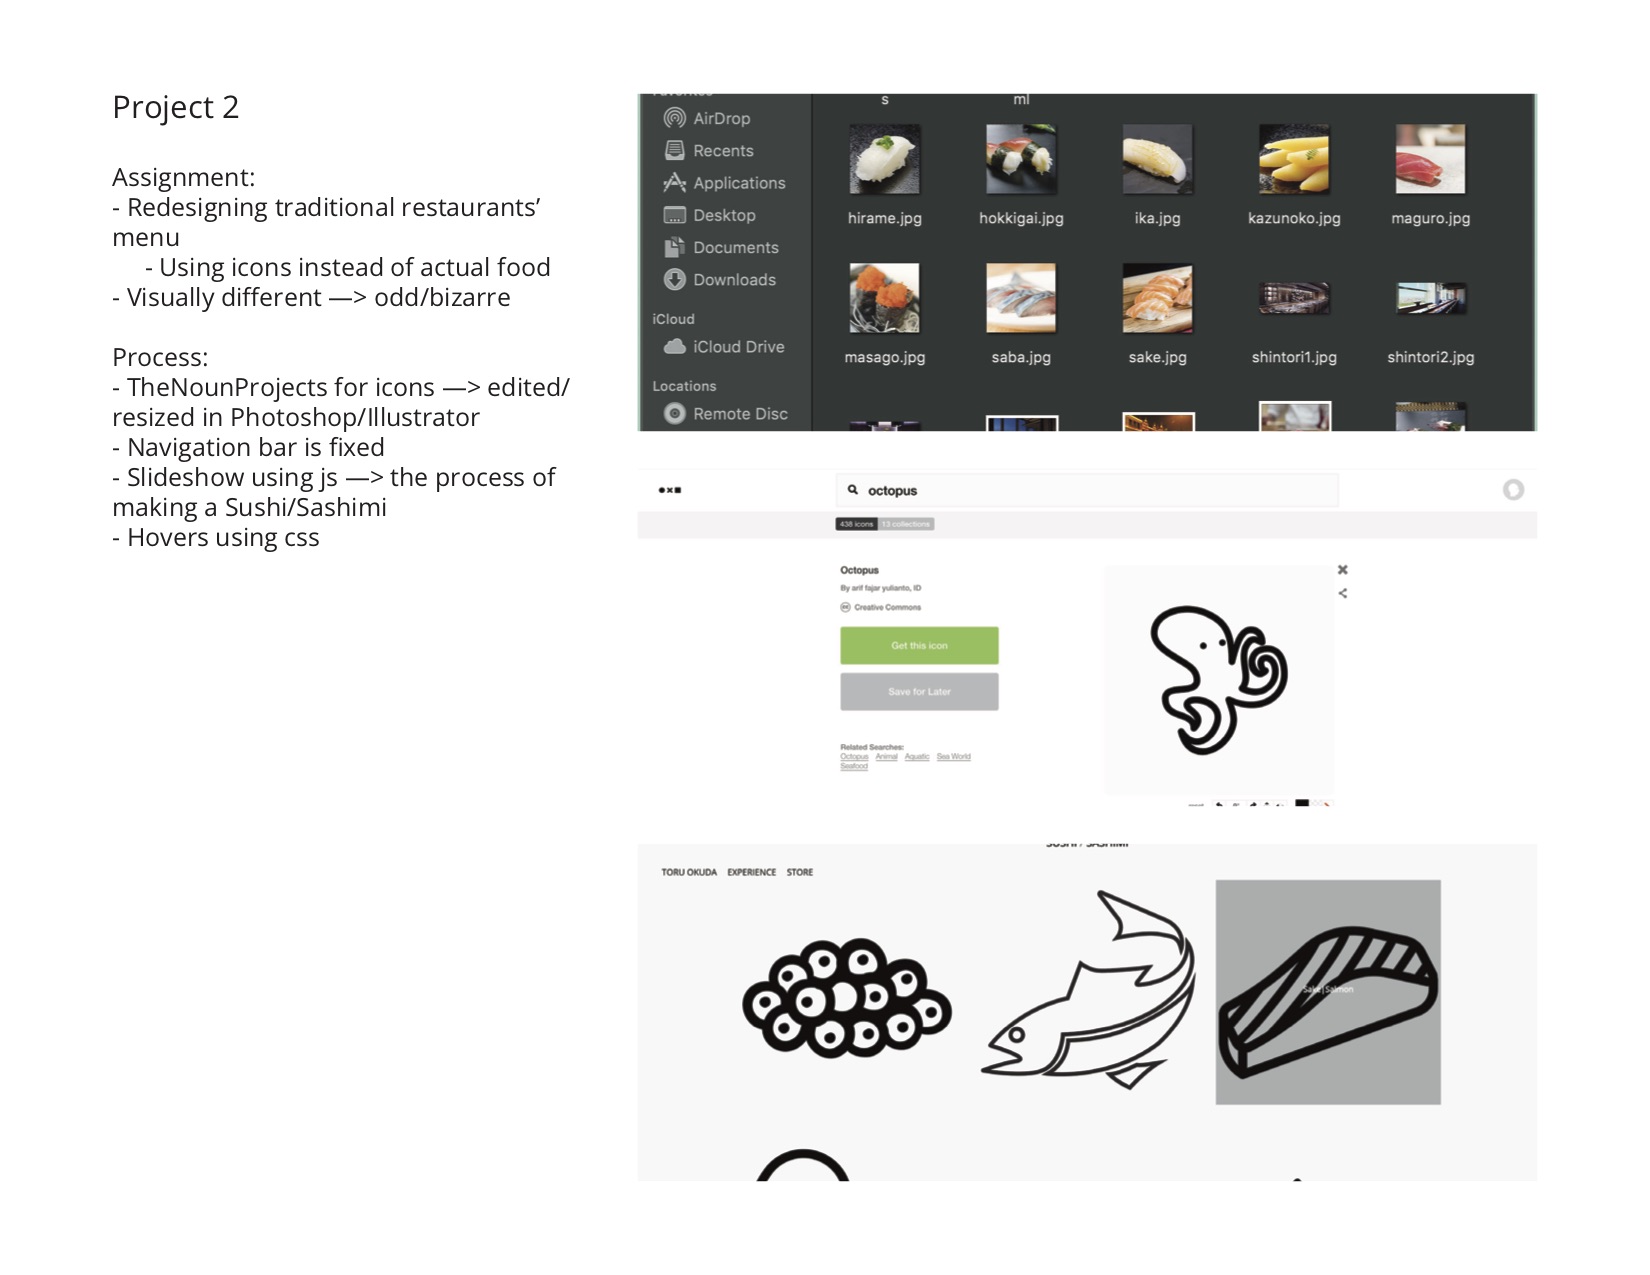 Project 2
Assignment:
- Redesigning traditional restaurants’
menu
- Using icons instead of actual food
- Visually different —> odd/bizarre
Process:
- TheNounProjects for icons —> edited/
resized in Photoshop/Illustrator
- Navigation bar is fixed
- Slideshow using js —> the process of
making a Sushi/Sashimi
- Hovers using css
Favorites
AirDrop
Recents
Applications
Desktop
Documents
Downloads
iCloud
iCloud Drive
Locations
Remote Disc
s
ml
hirame.jpg
hokkigai.jpg
ika.jpg
kazunoko.jpg
maguro.jpg
masago.jpg
saba.jpg
sake.jpg
shintori1.jpg
shintori2.jpg
octopus
438 icons
13 collections
Octopus
By arif fajar yulianto, ID
Creative Commons
Get this icon
Save for Later
Related Searches:
Octopus Animal Aquatic Sea World
Seafood
SUSHI / SASHIMI
TORU OKUDA EXPERIENCE STORE
Sake|Salmon